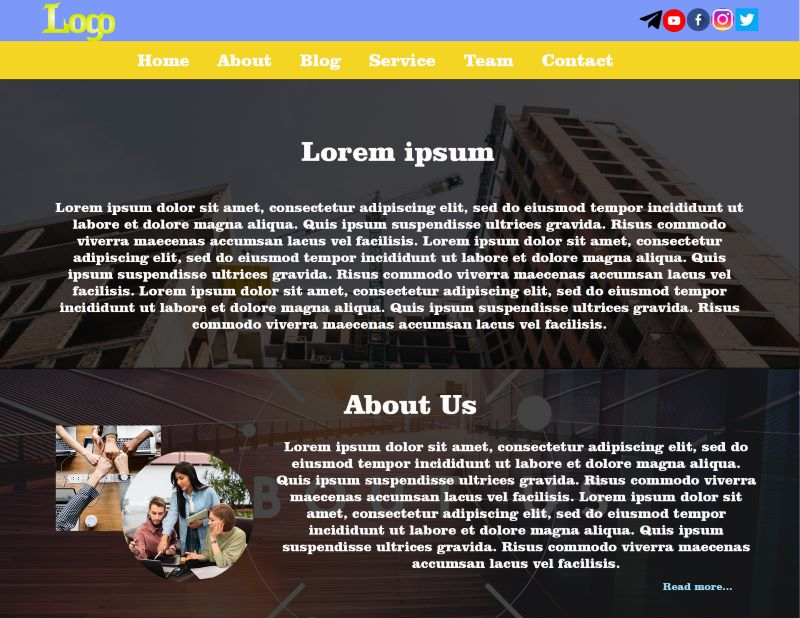 Logo
Home About Blog Service Team Contact
Lorem ipsum
Lorem ipsum dolor sit amet, consectetur adipiscing elit, sed do eiusmod tempor incididunt ut
labore et dolore magna aliqua. Quis ipsum suspendisse ultrices gravida. Risus commodo
viverra maecenas accumsan lacus vel facilisis. Lorem ipsum dolor sit amet, consectetur
adipiscing elit, sed do eiusmod tempor incididunt ut labore et dolore magna aliqua. Quis
ipsum suspendisse ultrices gravida. Risus commodo viverra maecenas accumsan lacus vel
facilisis. Lorem ipsum dolor sit amet, consectetur adipiscing elit, sed do eiusmod tempor
incididunt ut labore et dolore magna aliqua. Quis ipsum suspendisse ultrices gravida. Risus
commodo viverra maecenas accumsan lacus vel facilisis.
About Us
Lorem ipsum dolor sit amet, consectetur adipiscing elit, sed do
eiusmod tempor incididunt ut labore et dolore magna aliqua.
Quis ipsum suspendisse ultrices gravida. Risus commodo viverra
maecenas accumsan lacus vel facilisis. Lorem ipsum dolor sit
amet, consectetur adipiscing elit, sed do eiusmod tempor
incididunt ut labore et dolore magna aliqua. Quis ipsum
suspendisse ultrices gravida. Risus commodo viverra maecenas
accumsan lacus vel facilisis.
Read more...